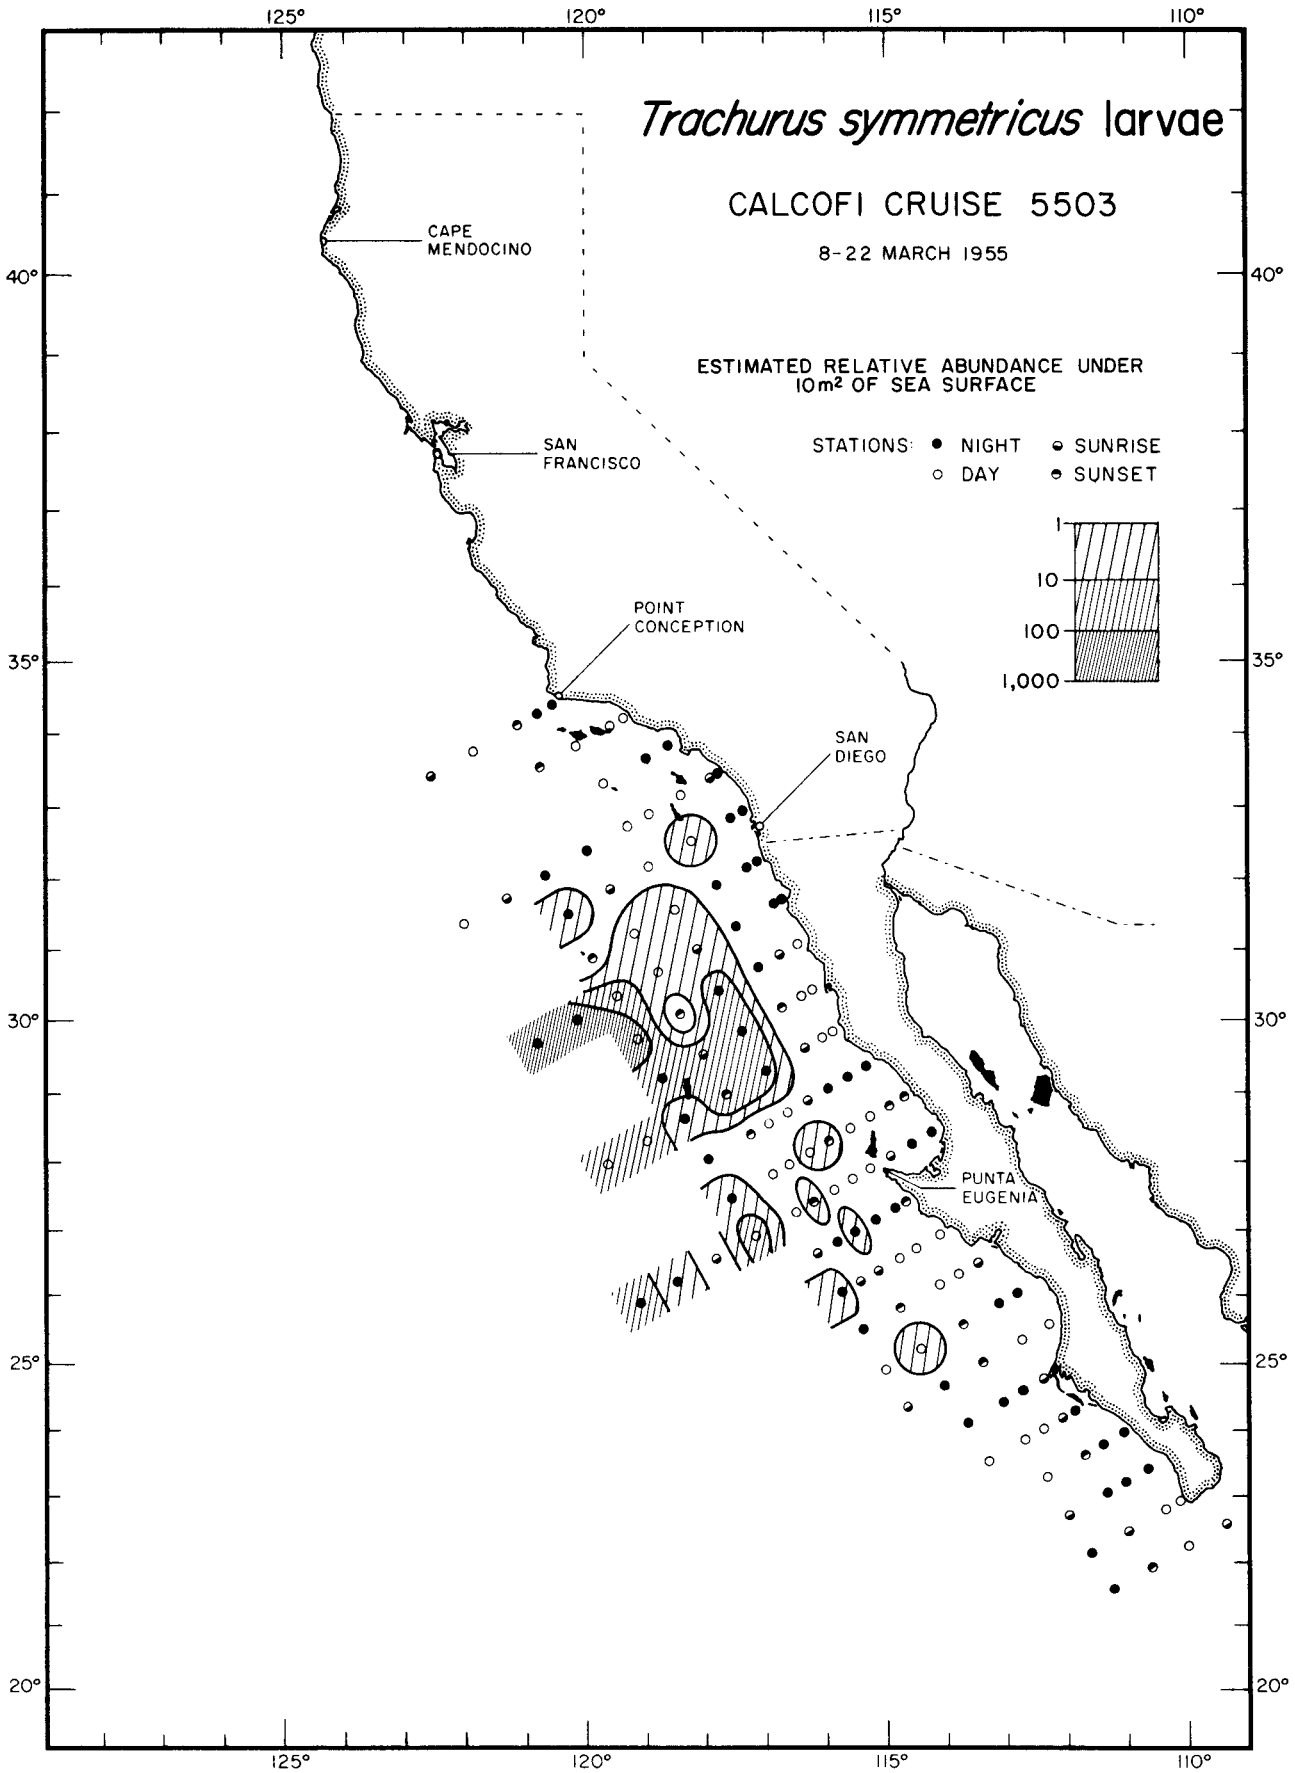 125° 120° 115° 110°
Trachurus symmetricus larvae
CALCOFI CRUISE 5503
8-22 MARCH 1955
CAPE
MENDOCINO
40° 40°
ESTIMATED RELATIVE ABUNDANCE UNDER
10m² OF SEA SURFACE
STATIONS: ● NIGHT SUNRISE
○ DAY SUNSET
SAN
FRANCISCO
1
10
100
1,000
POINT
CONCEPTION
35° 35°
SAN
DIEGO
30° 30°
PUNTA
EUGENIA
25° 25°
20° 20°
125° 120° 115° 110°